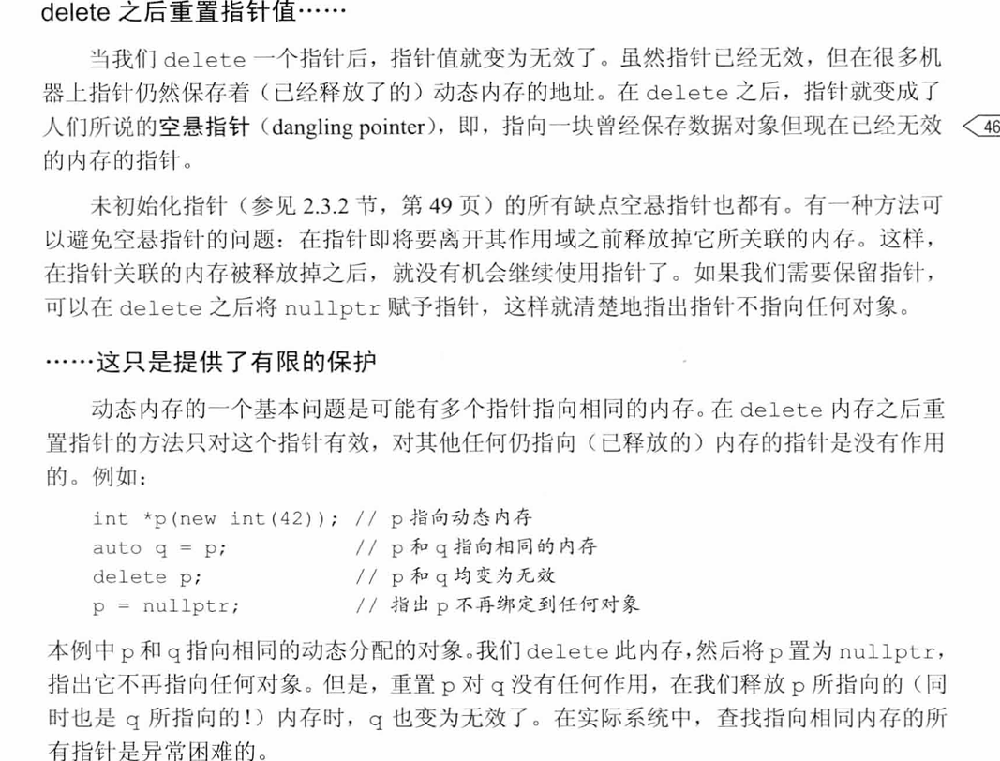 delete 之后重置指针值……
当我们 delete 一个指针后，指针值就变为无效了。虽然指针已经无效，但在很多机
器上指针仍然保存着（已经释放了的）动态内存的地址。在 delete 之后，指针就变成了
人们所说的空悬指针（dangling pointer），即，指向一块曾经保存数据对象但现在已经无效
46
的内存的指针。
未初始化指针（参见 2.3.2 节，第 49 页）的所有缺点空悬指针也都有。有一种方法可
以避免空悬指针的问题：在指针即将要离开其作用域之前释放掉它所关联的内存。这样，
在指针关联的内存被释放掉之后，就没有机会继续使用指针了。如果我们需要保留指针，
可以在 delete 之后将 nullptr 赋予指针，这样就清楚地指出指针不指向任何对象。
……这只是提供了有限的保护
动态内存的一个基本问题是可能有多个指针指向相同的内存。在 delete 内存之后重
置指针的方法只对这个指针有效，对其他任何仍指向（已释放的）内存的指针是没有作用
的。例如：
int *p(new int(42)); // p 指向动态内存
auto q = p; // p 和 q 指向相同的内存
delete p; // p 和 q 均变为无效
p = nullptr; // 指出 p 不再绑定到任何对象
本例中 p 和 q 指向相同的动态分配的对象。我们 delete 此内存，然后将 p 置为 nullptr，
指出它不再指向任何对象。但是，重置 p 对 q 没有任何作用，在我们释放 p 所指向的（同
时也是 q 所指向的！）内存时，q 也变为无效了。在实际系统中，查找指向相同内存的所
有指针是异常困难的。